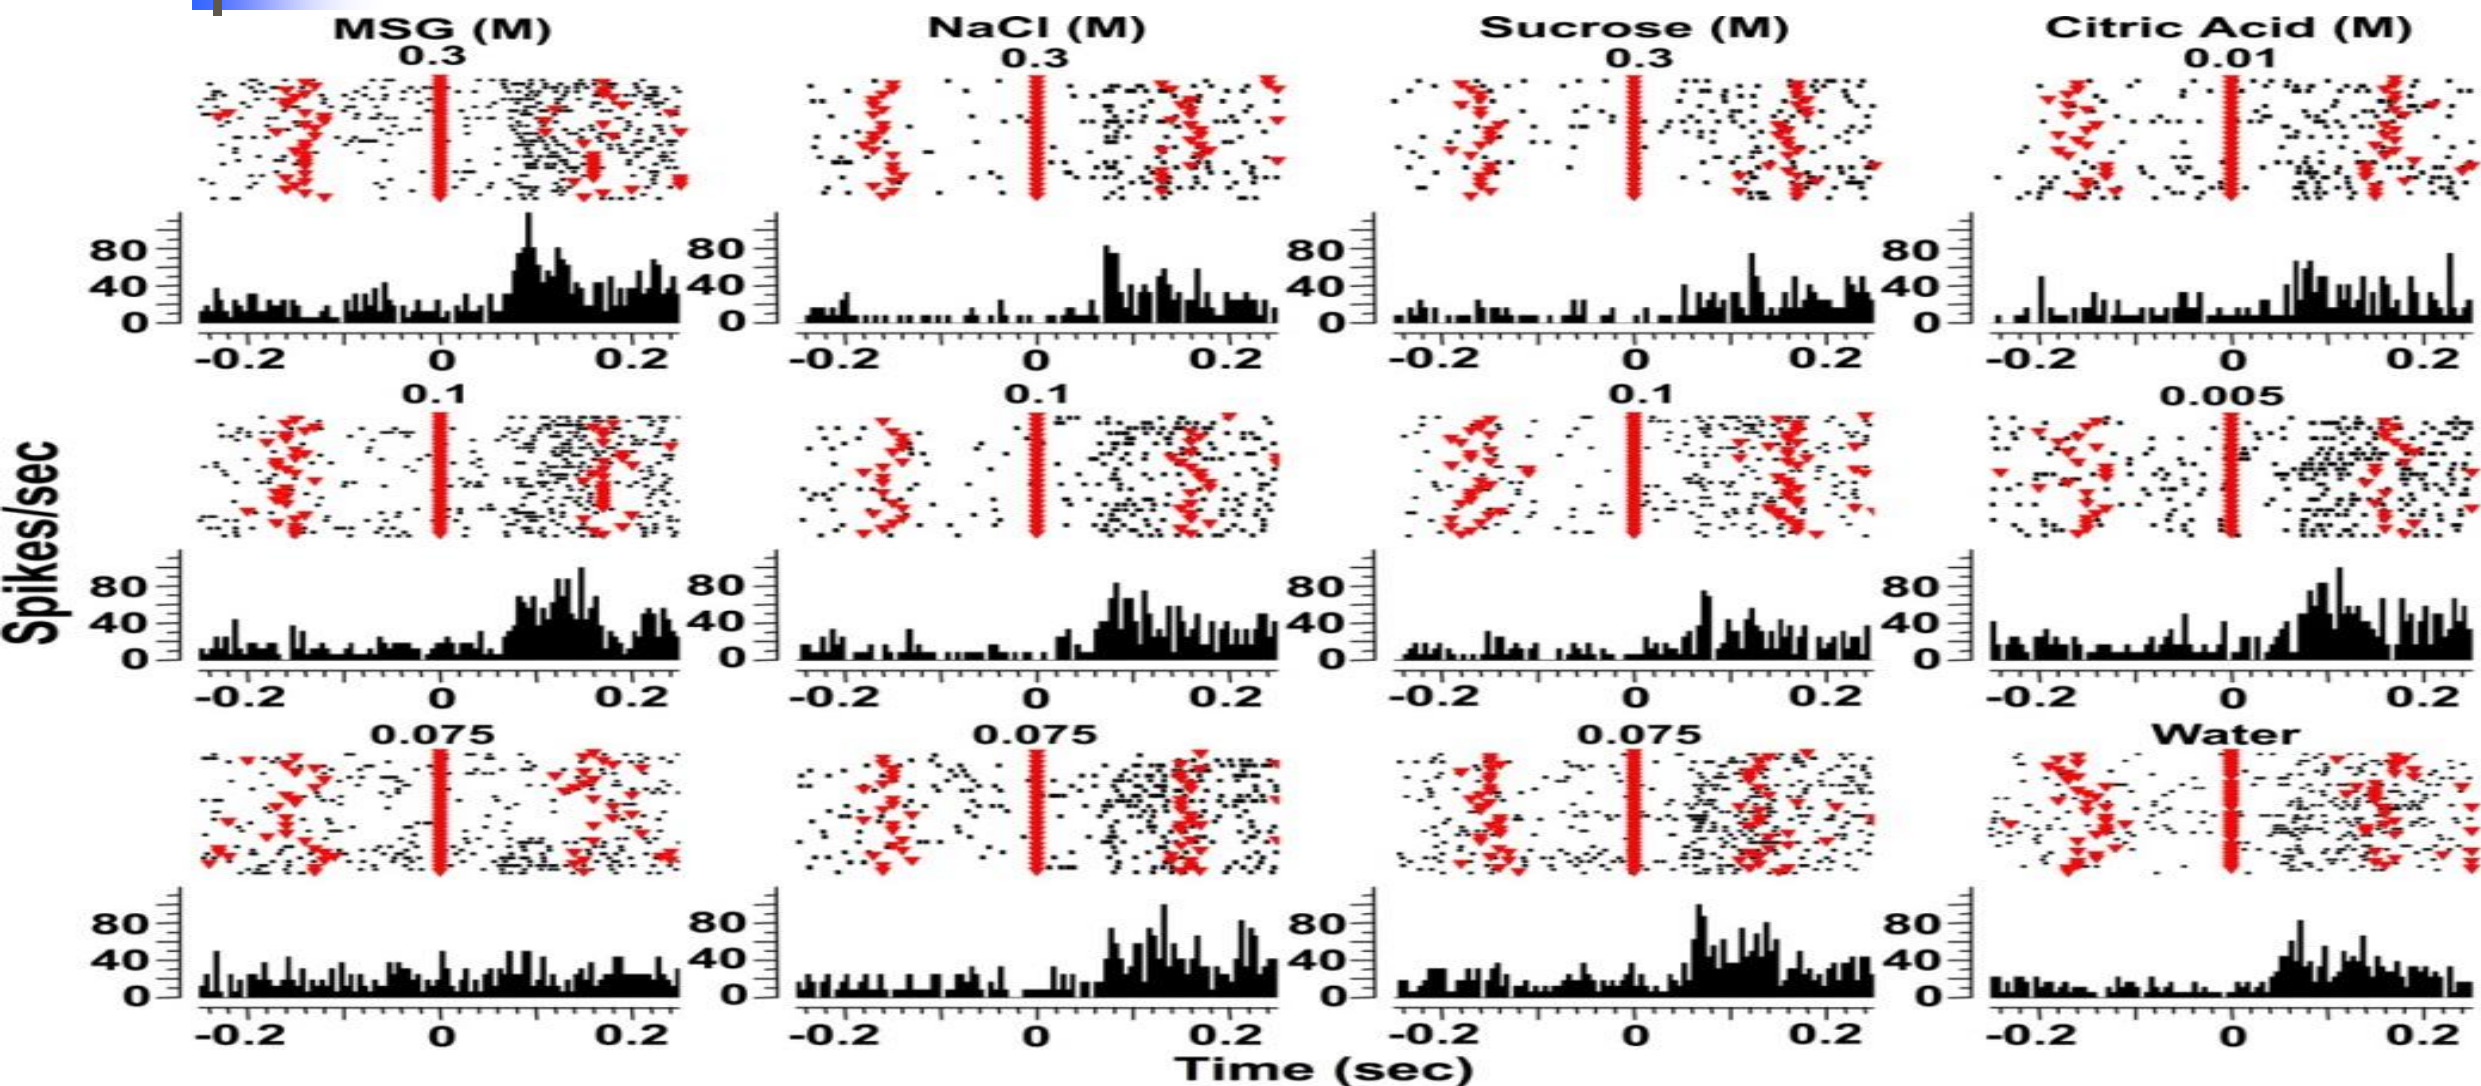 MSG (M) NaCl (M) Sucrose (M) Citric Acid (M)
0.3 0.3 0.3 0.01
80 80 80 80
40 40 40 40
0 0 0 0
-0.2 0 0.2 -0.2 0 0.2 -0.2 0 0.2 -0.2 0 0.2
0.1 0.1 0.1 0.005
Spikes/sec
80 80 80 80
40 40 40 40
0 0 0 0
-0.2 0 0.2 -0.2 0 0.2 -0.2 0 0.2 -0.2 0 0.2
0.075 0.075 0.075 Water
80 80 80 80
40 40 40 40
0 0 0 0
-0.2 0 0.2 -0.2 0 0.2 -0.2 0 0.2 -0.2 0 0.2
Time (sec)